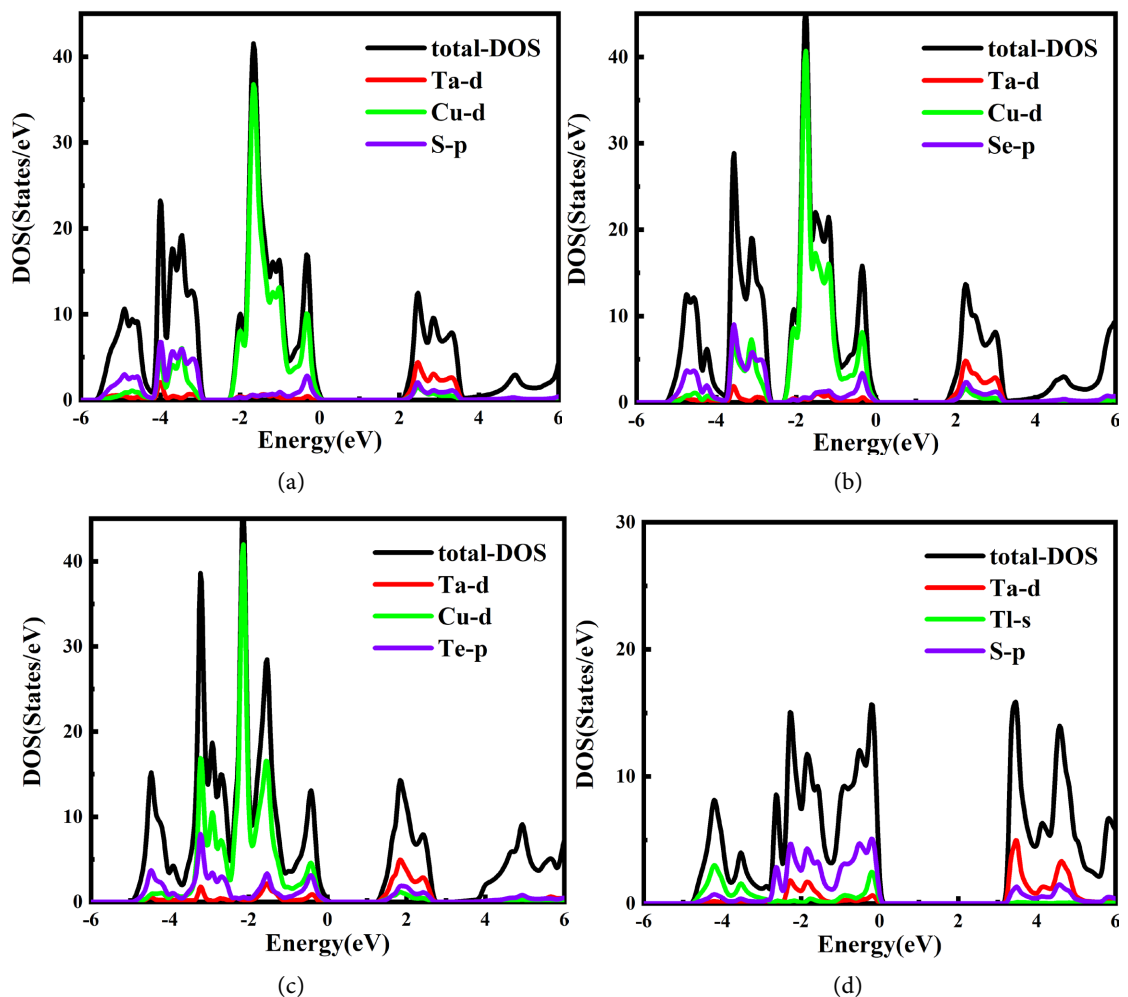 total-DOS
Ta-d
Cu-d
S-p
DOS(States/eV)
40
30
20
10
0
-6 -4 -2 0 2 4 6
Energy(eV)
(a)
total-DOS
Ta-d
Cu-d
Se-p
DOS(States/eV)
40
30
20
10
0
-6 -4 -2 0 2 4 6
Energy(eV)
(b)
total-DOS
Ta-d
Cu-d
Te-p
DOS(States/eV)
40
30
20
10
0
-6 -4 -2 0 2 4 6
Energy(eV)
(c)
total-DOS
Ta-d
Tl-s
S-p
DOS(States/eV)
30
20
10
0
-6 -4 -2 0 2 4 6
Energy(eV)
(d)